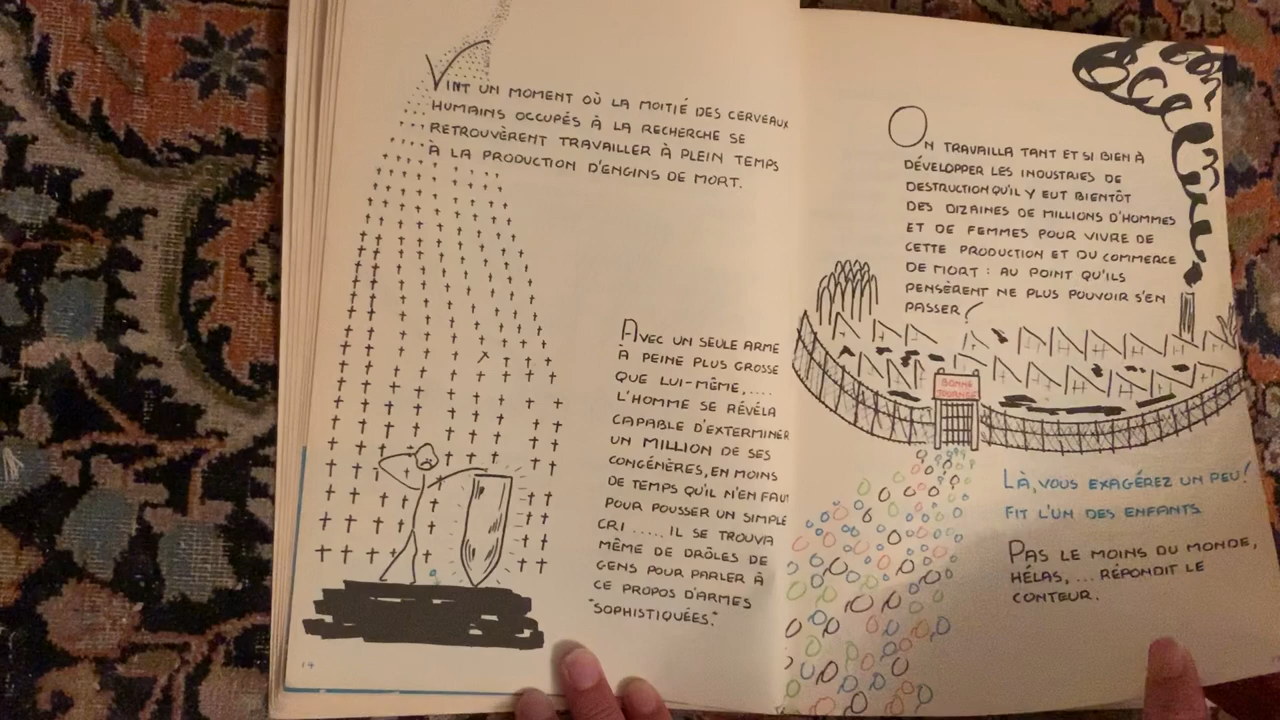 VINT UN MOMENT OÙ LA MOITIÉ DES CERVEAUX
HUMAINS OCCUPÉS À LA RECHERCHE SE
RETROUVÈRENT TRAVAILLER À PLEIN TEMPS
À LA PRODUCTION D'ENGINS DE MORT.
AVEC UN SEULE ARME
À PEINE PLUS GROSSE
QUE LUI-MÊME,....
L'HOMME SE RÉVÉLA
CAPABLE D'EXTERMINER
UN MILLION DE SES
CONGÉNÈRES, EN MOINS
DE TEMPS QU'IL N'EN FAUT
POUR POUSSER UN SIMPLE
CRI ..... IL SE TROUVA
MÊME DE DRÔLES DE
GENS POUR PARLER À
CE PROPOS D'ARMES
"SOPHISTIQUÉES."
14
ON TRAVAILLA TANT ET SI BIEN À
DÉVELOPPER LES INDUSTRIES DE
DESTRUCTION QU'IL Y EUT BIENTÔT
DES DIZAINES DE MILLIONS D'HOMMES
ET DE FEMMES POUR VIVRE DE
CETTE PRODUCTION ET DU COMMERCE
DE MORT : AU POINT QU'ILS
PENSÈRENT NE PLUS POUVOIR S'EN
PASSER !
BONNE
JOURNÉE
LÀ, VOUS EXAGÉREZ UN PEU !
FIT L'UN DES ENFANTS.
PAS LE MOINS DU MONDE,
HÉLAS, ... RÉPONDIT LE
CONTEUR.